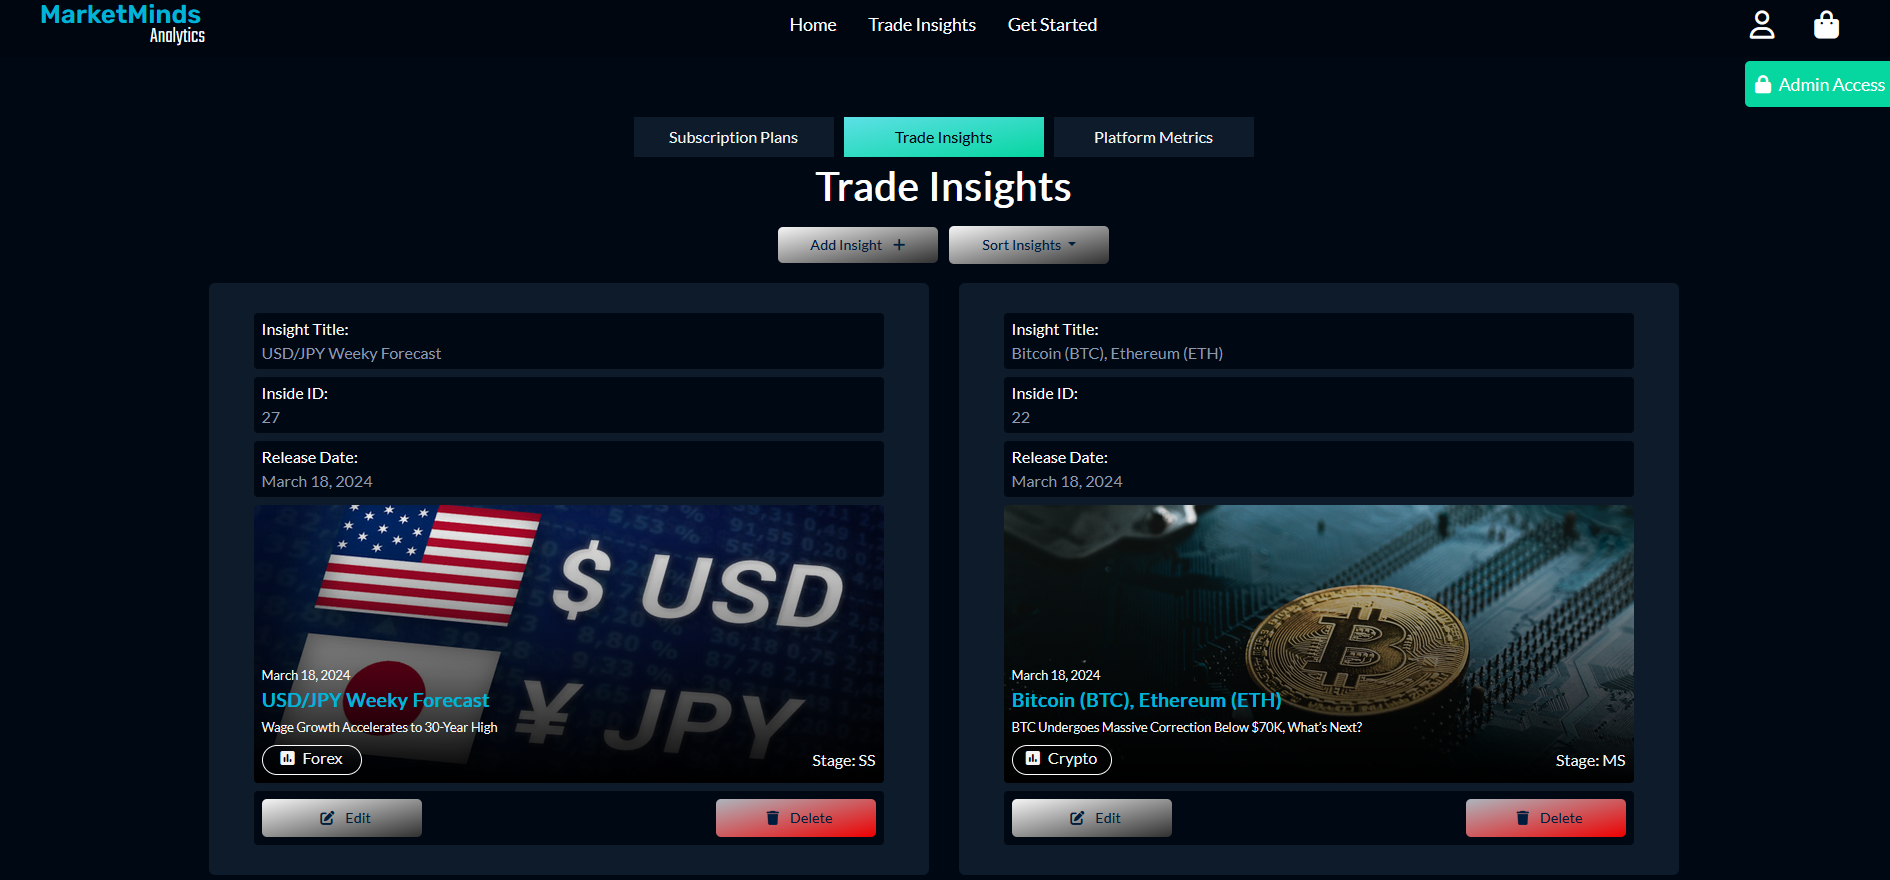 MarketMinds
Analytics
Home
Trade Insights
Get Started
Admin Access
Subscription Plans
Trade Insights
Platform Metrics
Trade Insights
Add Insight +
Sort Insights
Insight Title:
USD/JPY Weeky Forecast
Inside ID:
27
Release Date:
March 18, 2024
$ USD
¥ JPY
March 18, 2024
USD/JPY Weeky Forecast
Wage Growth Accelerates to 30-Year High
Forex
Stage: SS
Edit
Delete
Insight Title:
Bitcoin (BTC), Ethereum (ETH)
Inside ID:
22
Release Date:
March 18, 2024
March 18, 2024
Bitcoin (BTC), Ethereum (ETH)
BTC Undergoes Massive Correction Below $70K, What's Next?
Crypto
Stage: MS
Edit
Delete